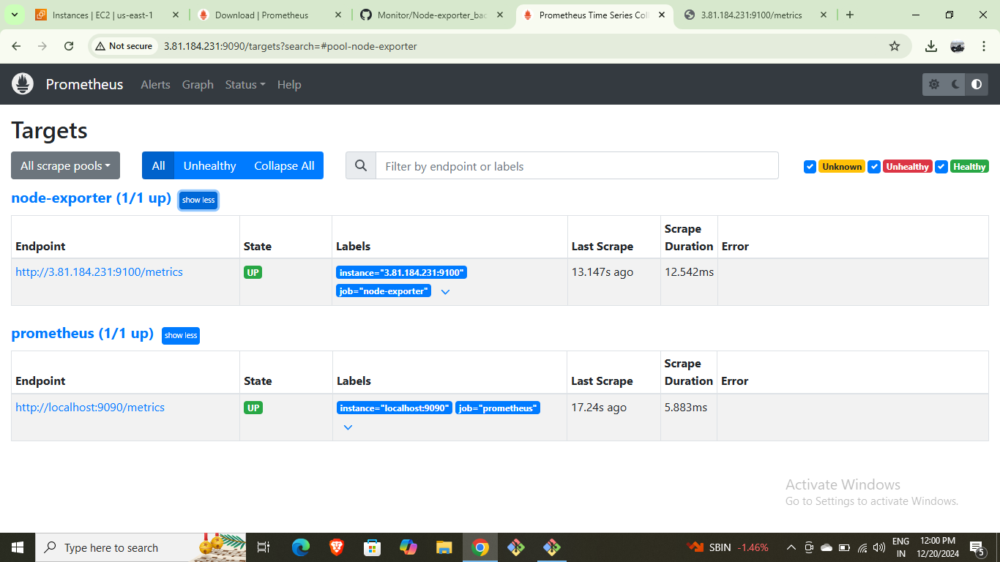 Instances | EC2 | us-east-1
Download | Prometheus
Monitor/Node-exporter_bac
Prometheus Time Series Coll
3.81.184.231:9100/metrics
Not secure
3.81.184.231:9090/targets?search=#pool-node-exporter
Prometheus Alerts Graph Status Help
Targets
All scrape pools
All Unhealthy Collapse All
Filter by endpoint or labels
Unknown Unhealthy Healthy
node-exporter (1/1 up) show less
Endpoint State Labels Last Scrape Scrape Duration Error
http://3.81.184.231:9100/metrics UP instance="3.81.184.231:9100" 13.147s ago 12.542ms
job="node-exporter"
prometheus (1/1 up) show less
Endpoint State Labels Last Scrape Scrape Duration Error
http://localhost:9090/metrics UP instance="localhost:9090" job="prometheus" 17.24s ago 5.883ms
Activate Windows
Go to Settings to activate Windows.
Type here to search
SBIN -1.46%
ENG
IN
12:00 PM
12/20/2024
5